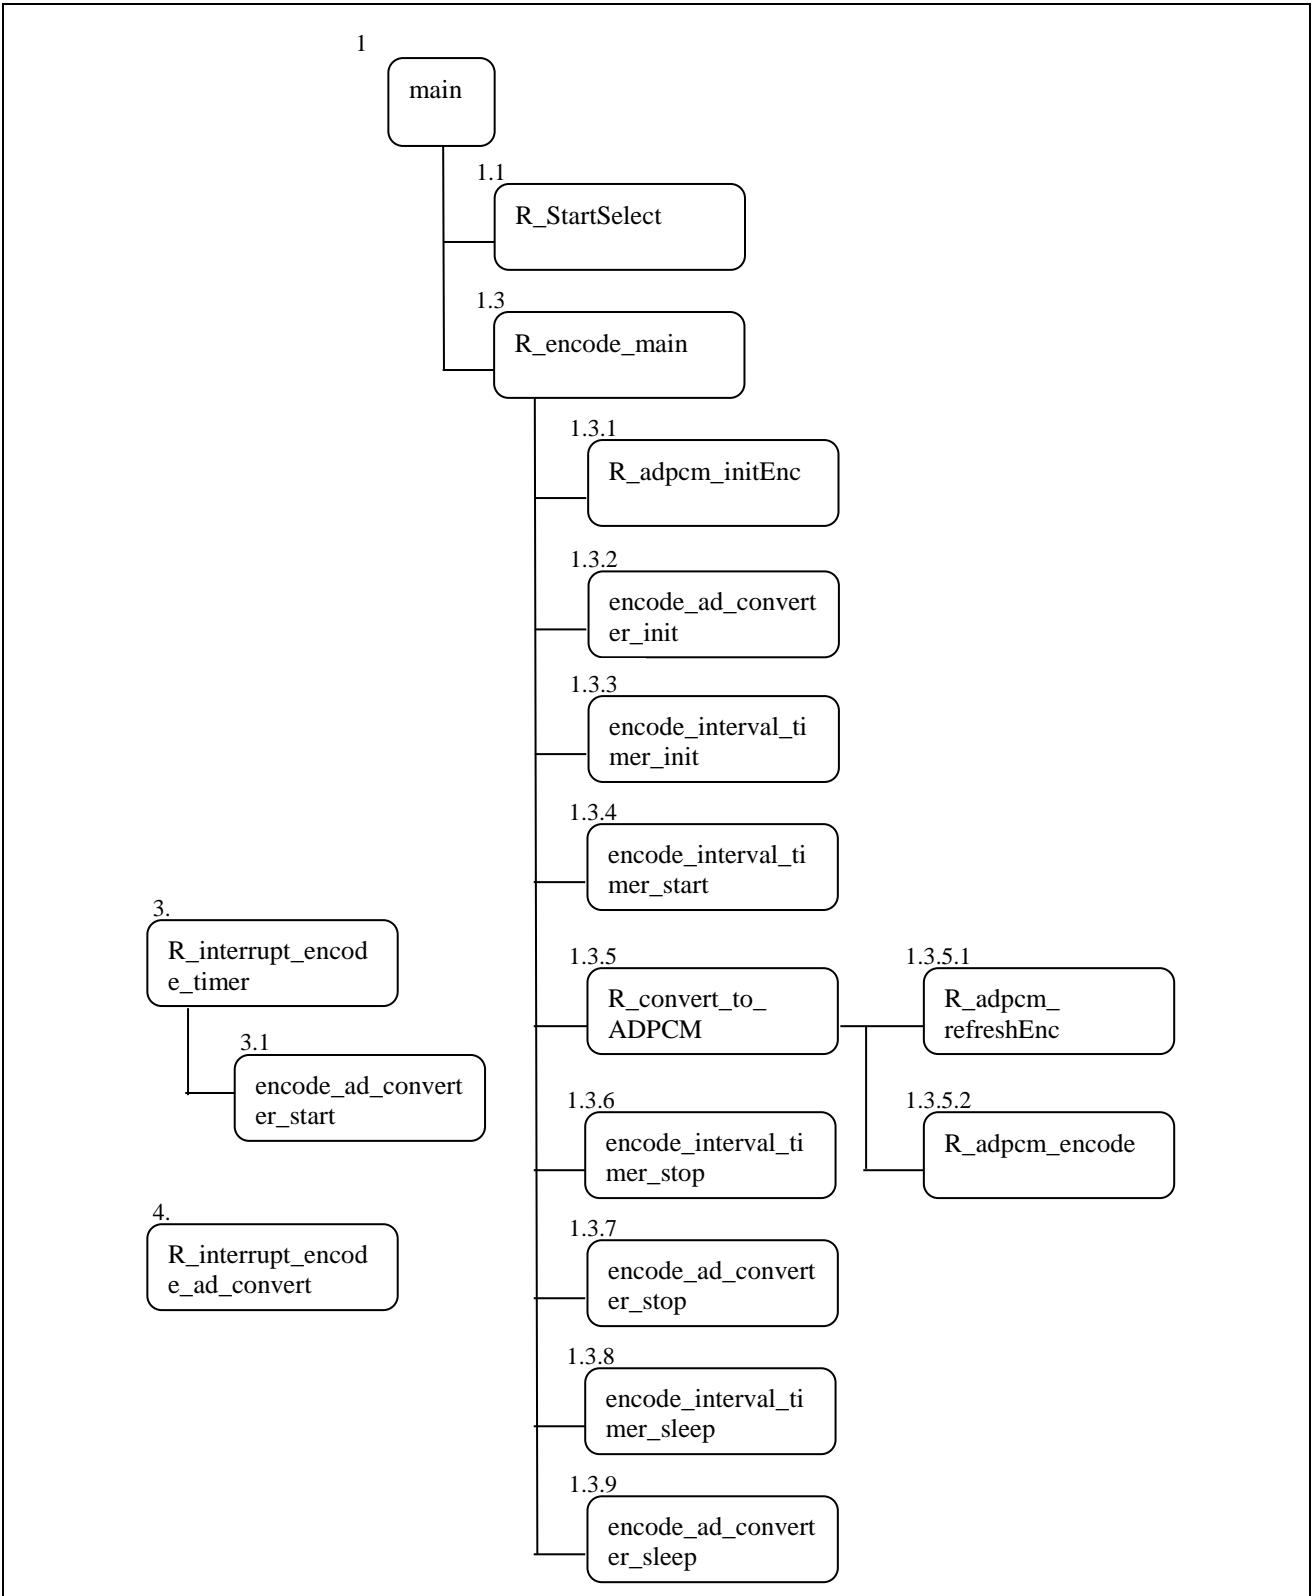 1
main
1.1
R_StartSelect
1.3
R_encode_main
1.3.1
R_adpcm_initEnc
1.3.2
encode_ad_convert
er_init
1.3.3
encode_interval_ti
mer_init
1.3.4
encode_interval_ti
mer_start
3.
R_interrupt_encod
e_timer
3.1
encode_ad_convert
er_start
1.3.5
R_convert_to_
ADPCM
1.3.5.1
R_adpcm_
refreshEnc
1.3.5.2
R_adpcm_encode
1.3.6
encode_interval_ti
mer_stop
4.
R_interrupt_encod
e_ad_convert
1.3.7
encode_ad_convert
er_stop
1.3.8
encode_interval_ti
mer_sleep
1.3.9
encode_ad_convert
er_sleep